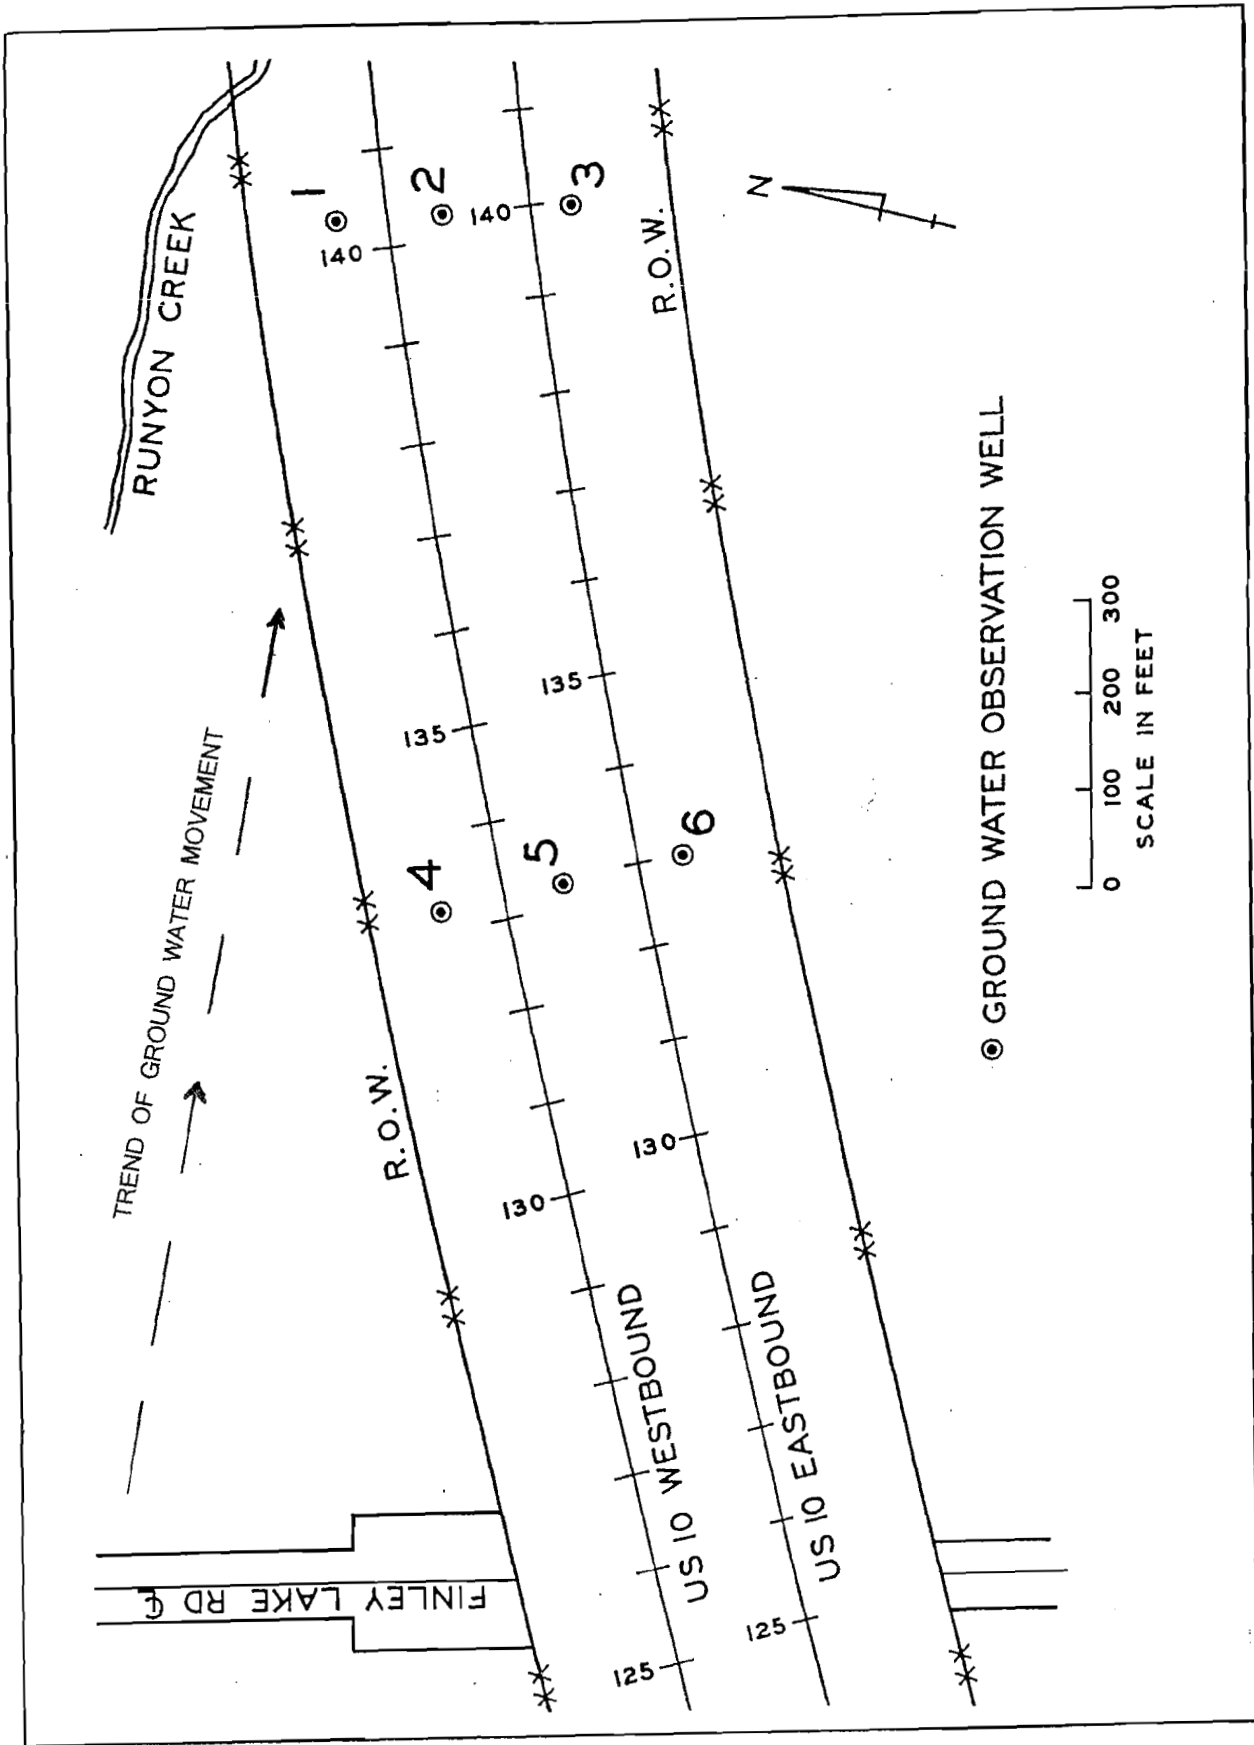 RUNYON CREEK
TREND OF GROUND WATER MOVEMENT
R.O.W.
1
2
3
140
140
N
R.O.W.
135
135
4
5
6
130
130
US 10 WESTBOUND
US 10 EASTBOUND
125
125
FINLEY LAKE RD ℄
GROUND WATER OBSERVATION WELL
0 100 200 300
SCALE IN FEET